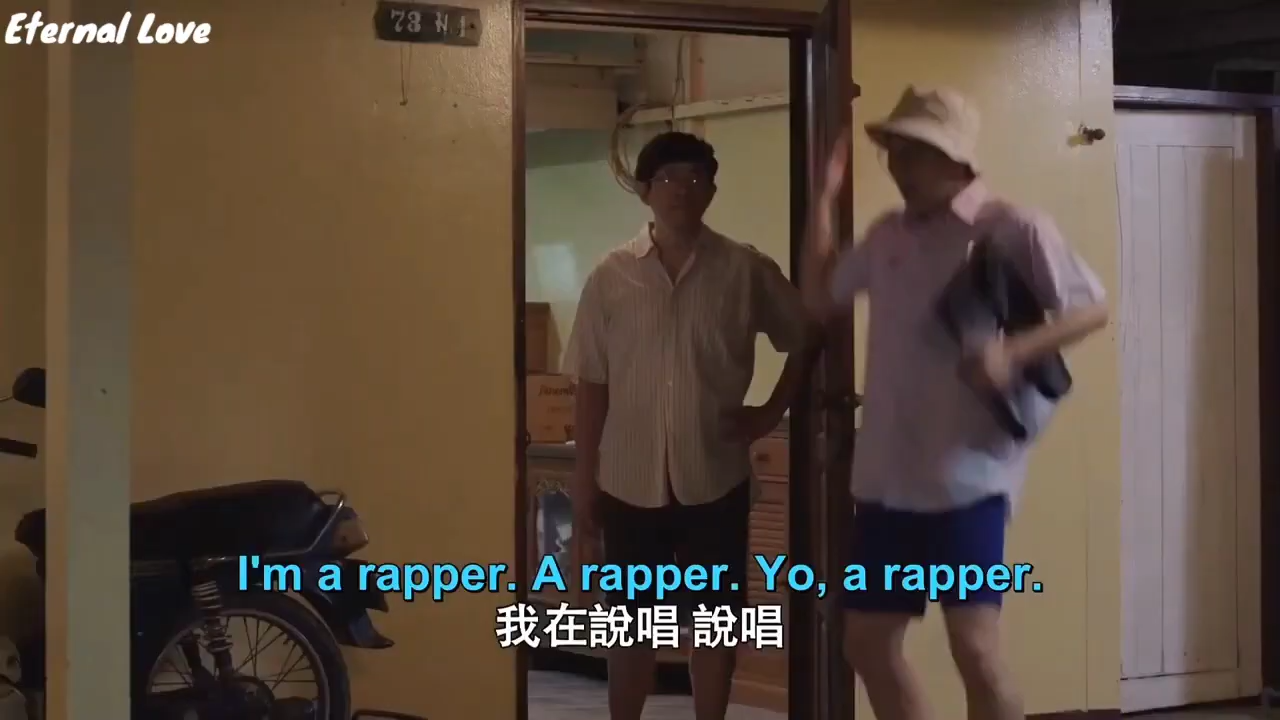 Eternal Love
I'm a rapper. A rapper. Yo, a rapper.
我在說唱 說唱